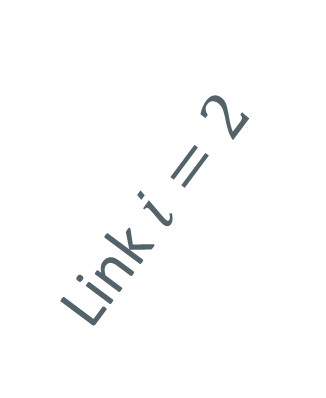 Link i = 2